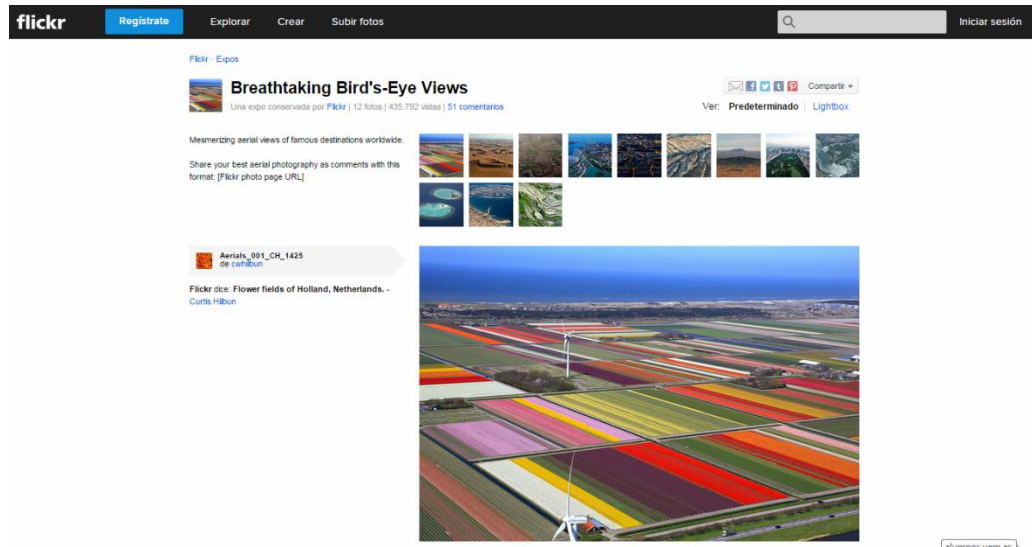 flickr Regístrate Explorar Crear Subir fotos Iniciar sesión
Flickr · Expos
Breathtaking Bird's-Eye Views
Una expo conservada por Flickr | 12 fotos | 435.792 vistas | 51 comentarios
Compartir
Ver: Predeterminado Lightbox
Mesmerizing aerial views of famous destinations worldwide.
Share your best aerial photography as comments with this
format: [Flickr photo page URL]
Aerials_001_CH_1425
de cwhilbun
Flickr dice: Flower fields of Holland, Netherlands. -
Curtis Hilbun